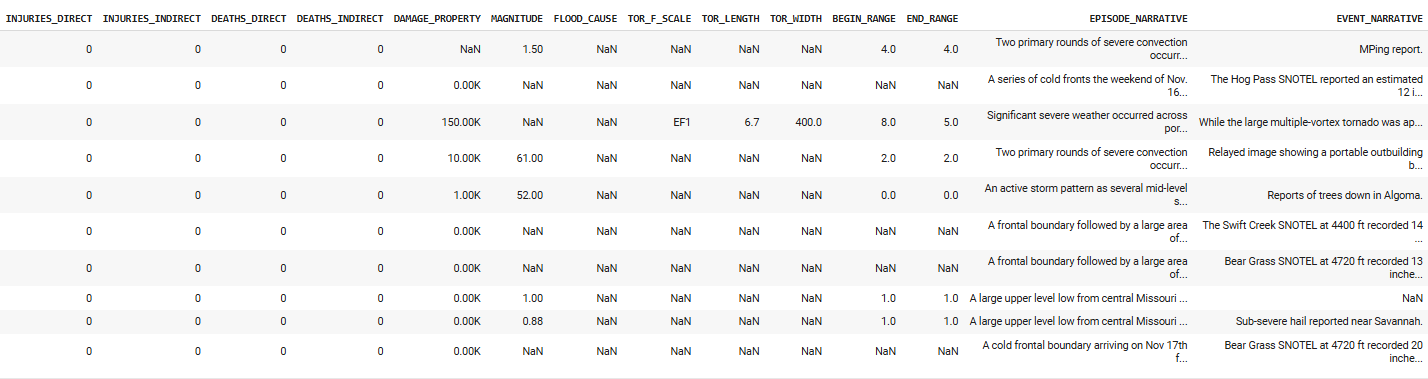 INJURIES_DIRECT INJURIES_INDIRECT DEATHS_DIRECT DEATHS_INDIRECT DAMAGE_PROPERTY MAGNITUDE FLOOD_CAUSE TOR_F_SCALE TOR_LENGTH TOR_WIDTH BEGIN_RANGE END_RANGE EPISODE_NARRATIVE EVENT_NARRATIVE
0 0 0 0 NaN 1.50 NaN NaN NaN NaN 4.0 4.0 Two primary rounds of severe convection occurr... MPing report.
0 0 0 0 0.00K NaN NaN NaN NaN NaN NaN NaN A series of cold fronts the weekend of Nov. 16... The Hog Pass SNOTEL reported an estimated 12 i...
0 0 0 0 150.00K NaN NaN EF1 6.7 400.0 8.0 5.0 Significant severe weather occurred across por... While the large multiple-vortex tornado was ap...
0 0 0 0 10.00K 61.00 NaN NaN NaN NaN 2.0 2.0 Two primary rounds of severe convection occurr... Relayed image showing a portable outbuilding b...
0 0 0 0 1.00K 52.00 NaN NaN NaN NaN 0.0 0.0 An active storm pattern as several mid-level s... Reports of trees down in Algoma.
0 0 0 0 0.00K NaN NaN NaN NaN NaN NaN NaN A frontal boundary followed by a large area of... The Swift Creek SNOTEL at 4400 ft recorded 14 ...
0 0 0 0 0.00K NaN NaN NaN NaN NaN NaN NaN A frontal boundary followed by a large area of... Bear Grass SNOTEL at 4720 ft recorded 13 inche...
0 0 0 0 0.00K 1.00 NaN NaN NaN NaN 1.0 1.0 A large upper level low from central Missouri ... NaN
0 0 0 0 0.00K 0.88 NaN NaN NaN NaN 1.0 1.0 A large upper level low from central Missouri ... Sub-severe hail reported near Savannah.
0 0 0 0 0.00K NaN NaN NaN NaN NaN NaN NaN A cold frontal boundary arriving on Nov 17th f... Bear Grass SNOTEL at 4720 ft recorded 20 inche...